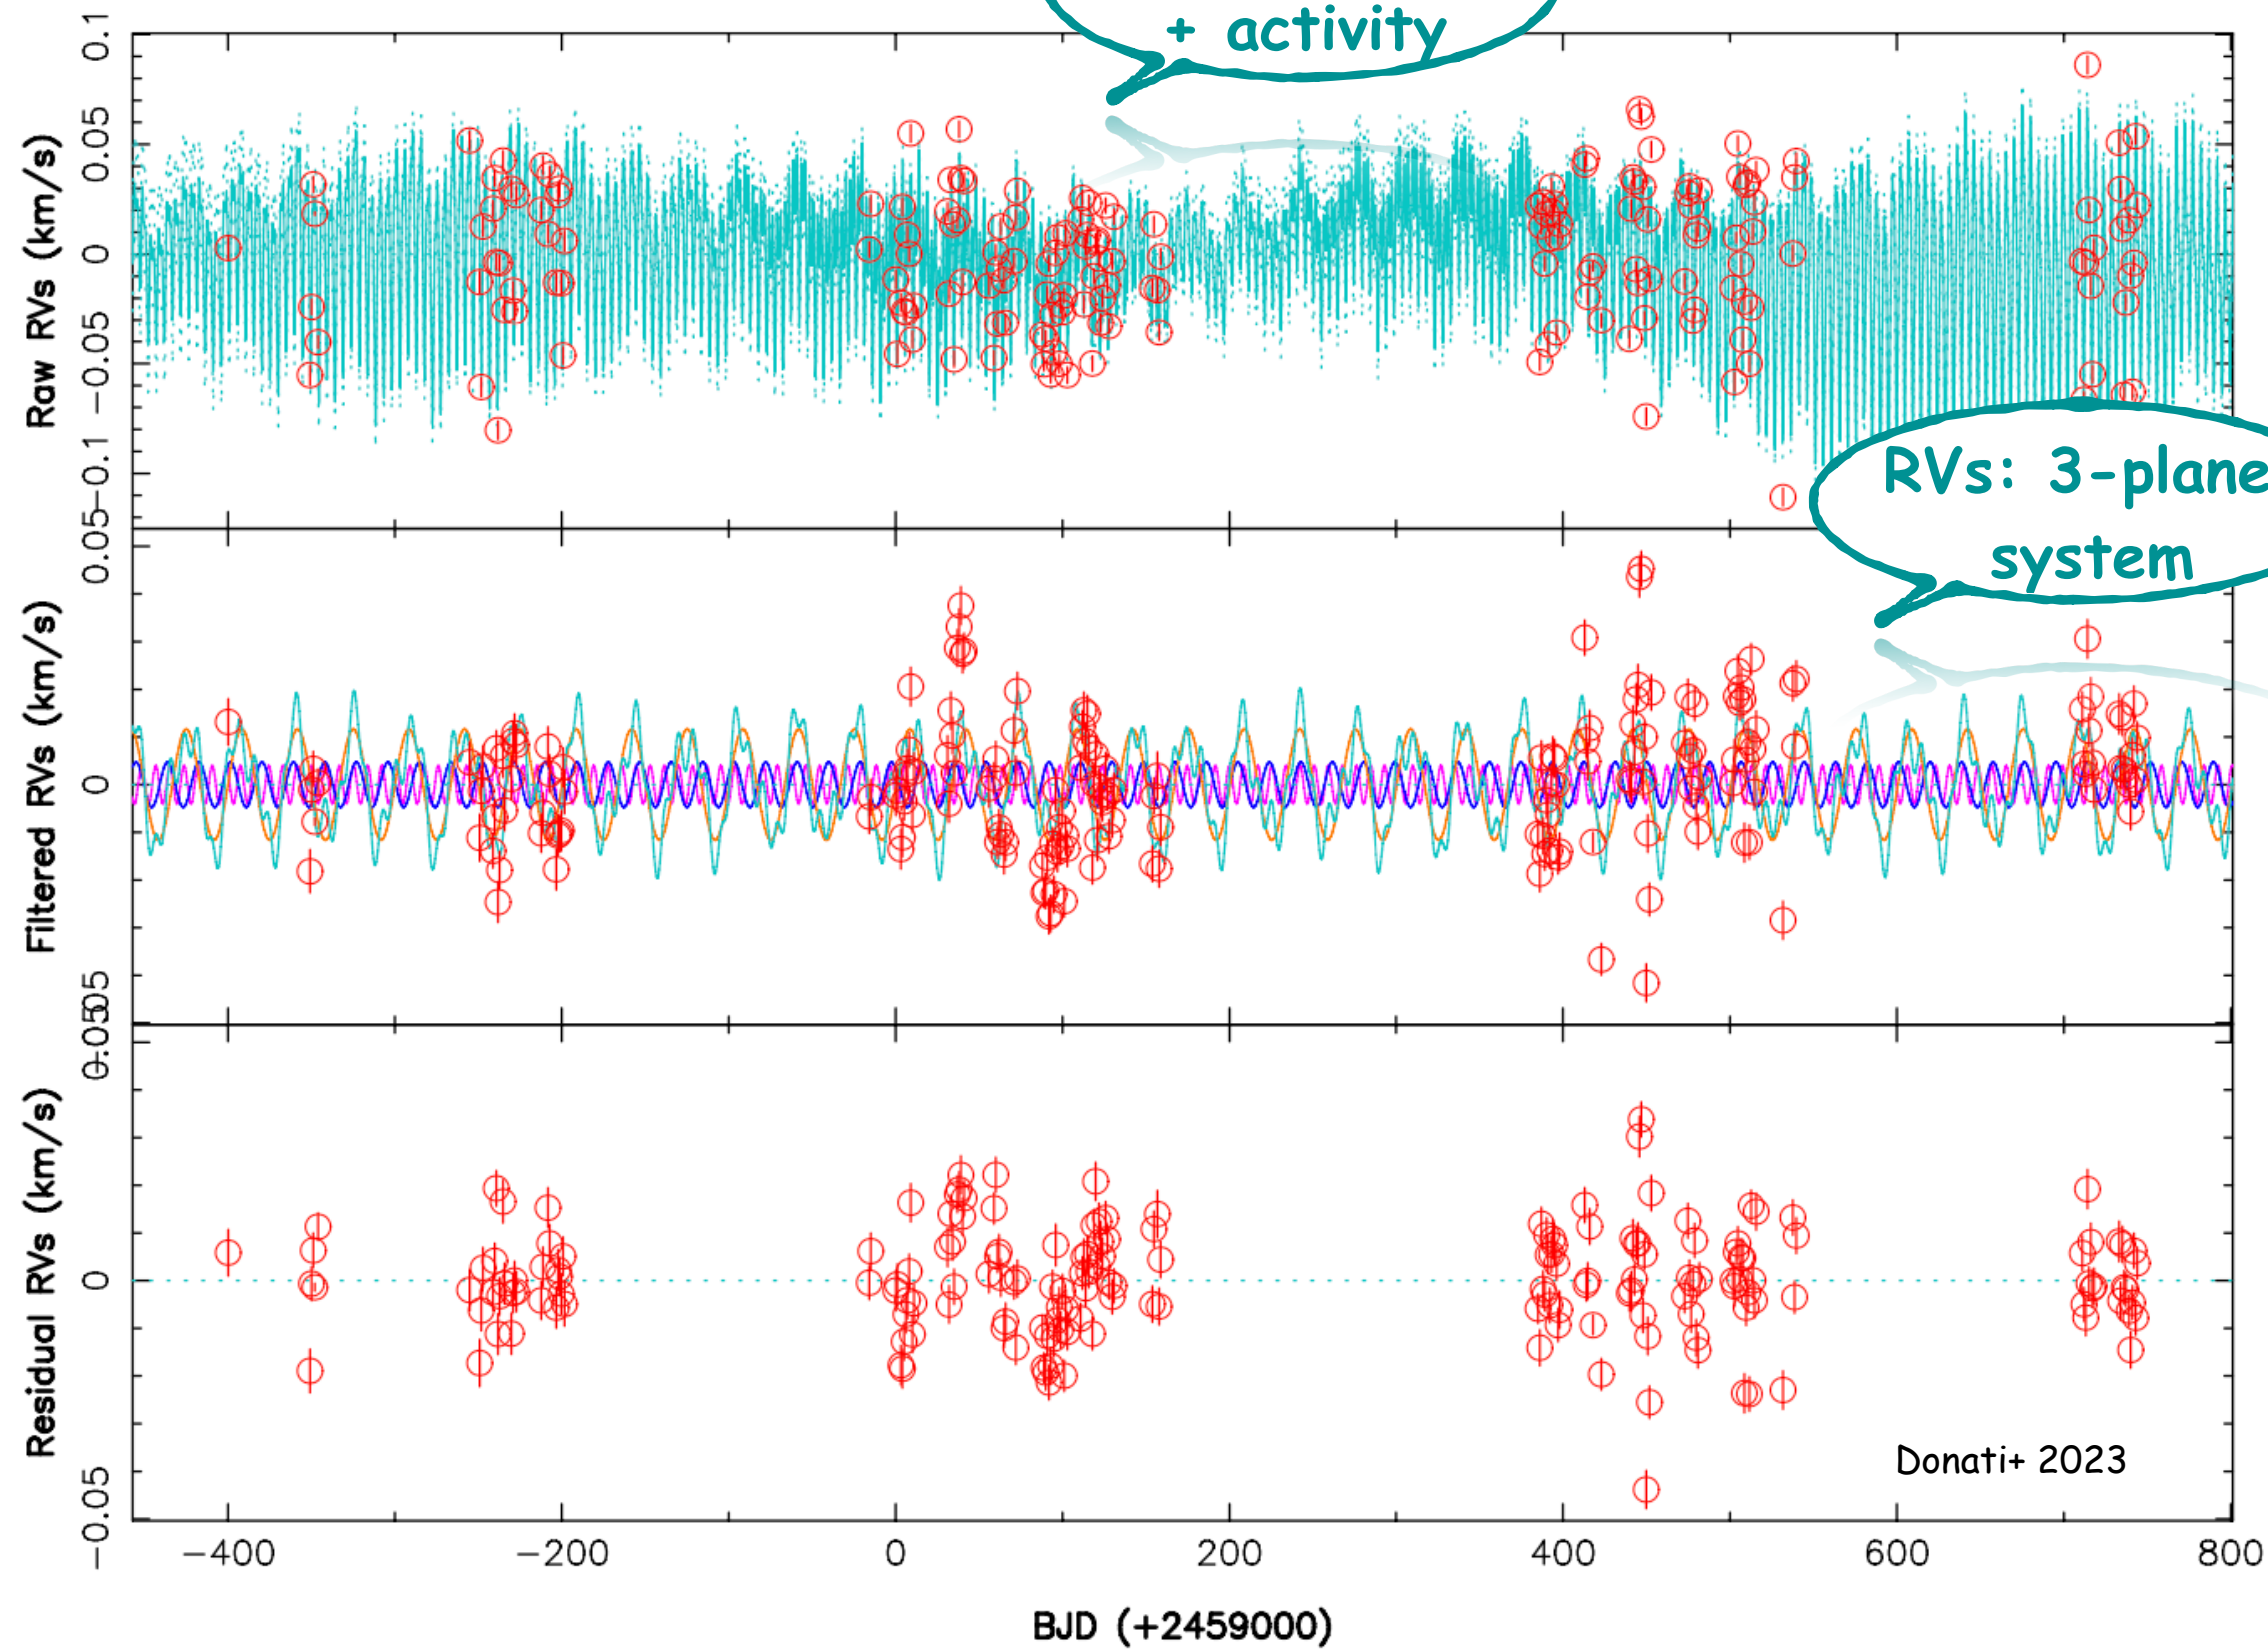 + activity
0.1
0.05
0
−0.05
−0.1
Raw RVs (km/s)
RVs: 3-plane
system
0.05
0
Filtered RVs (km/s)
0.05
0
−0.05
Residual RVs (km/s)
Donati+ 2023
−400
−200
0
200
400
600
800
BJD (+2459000)